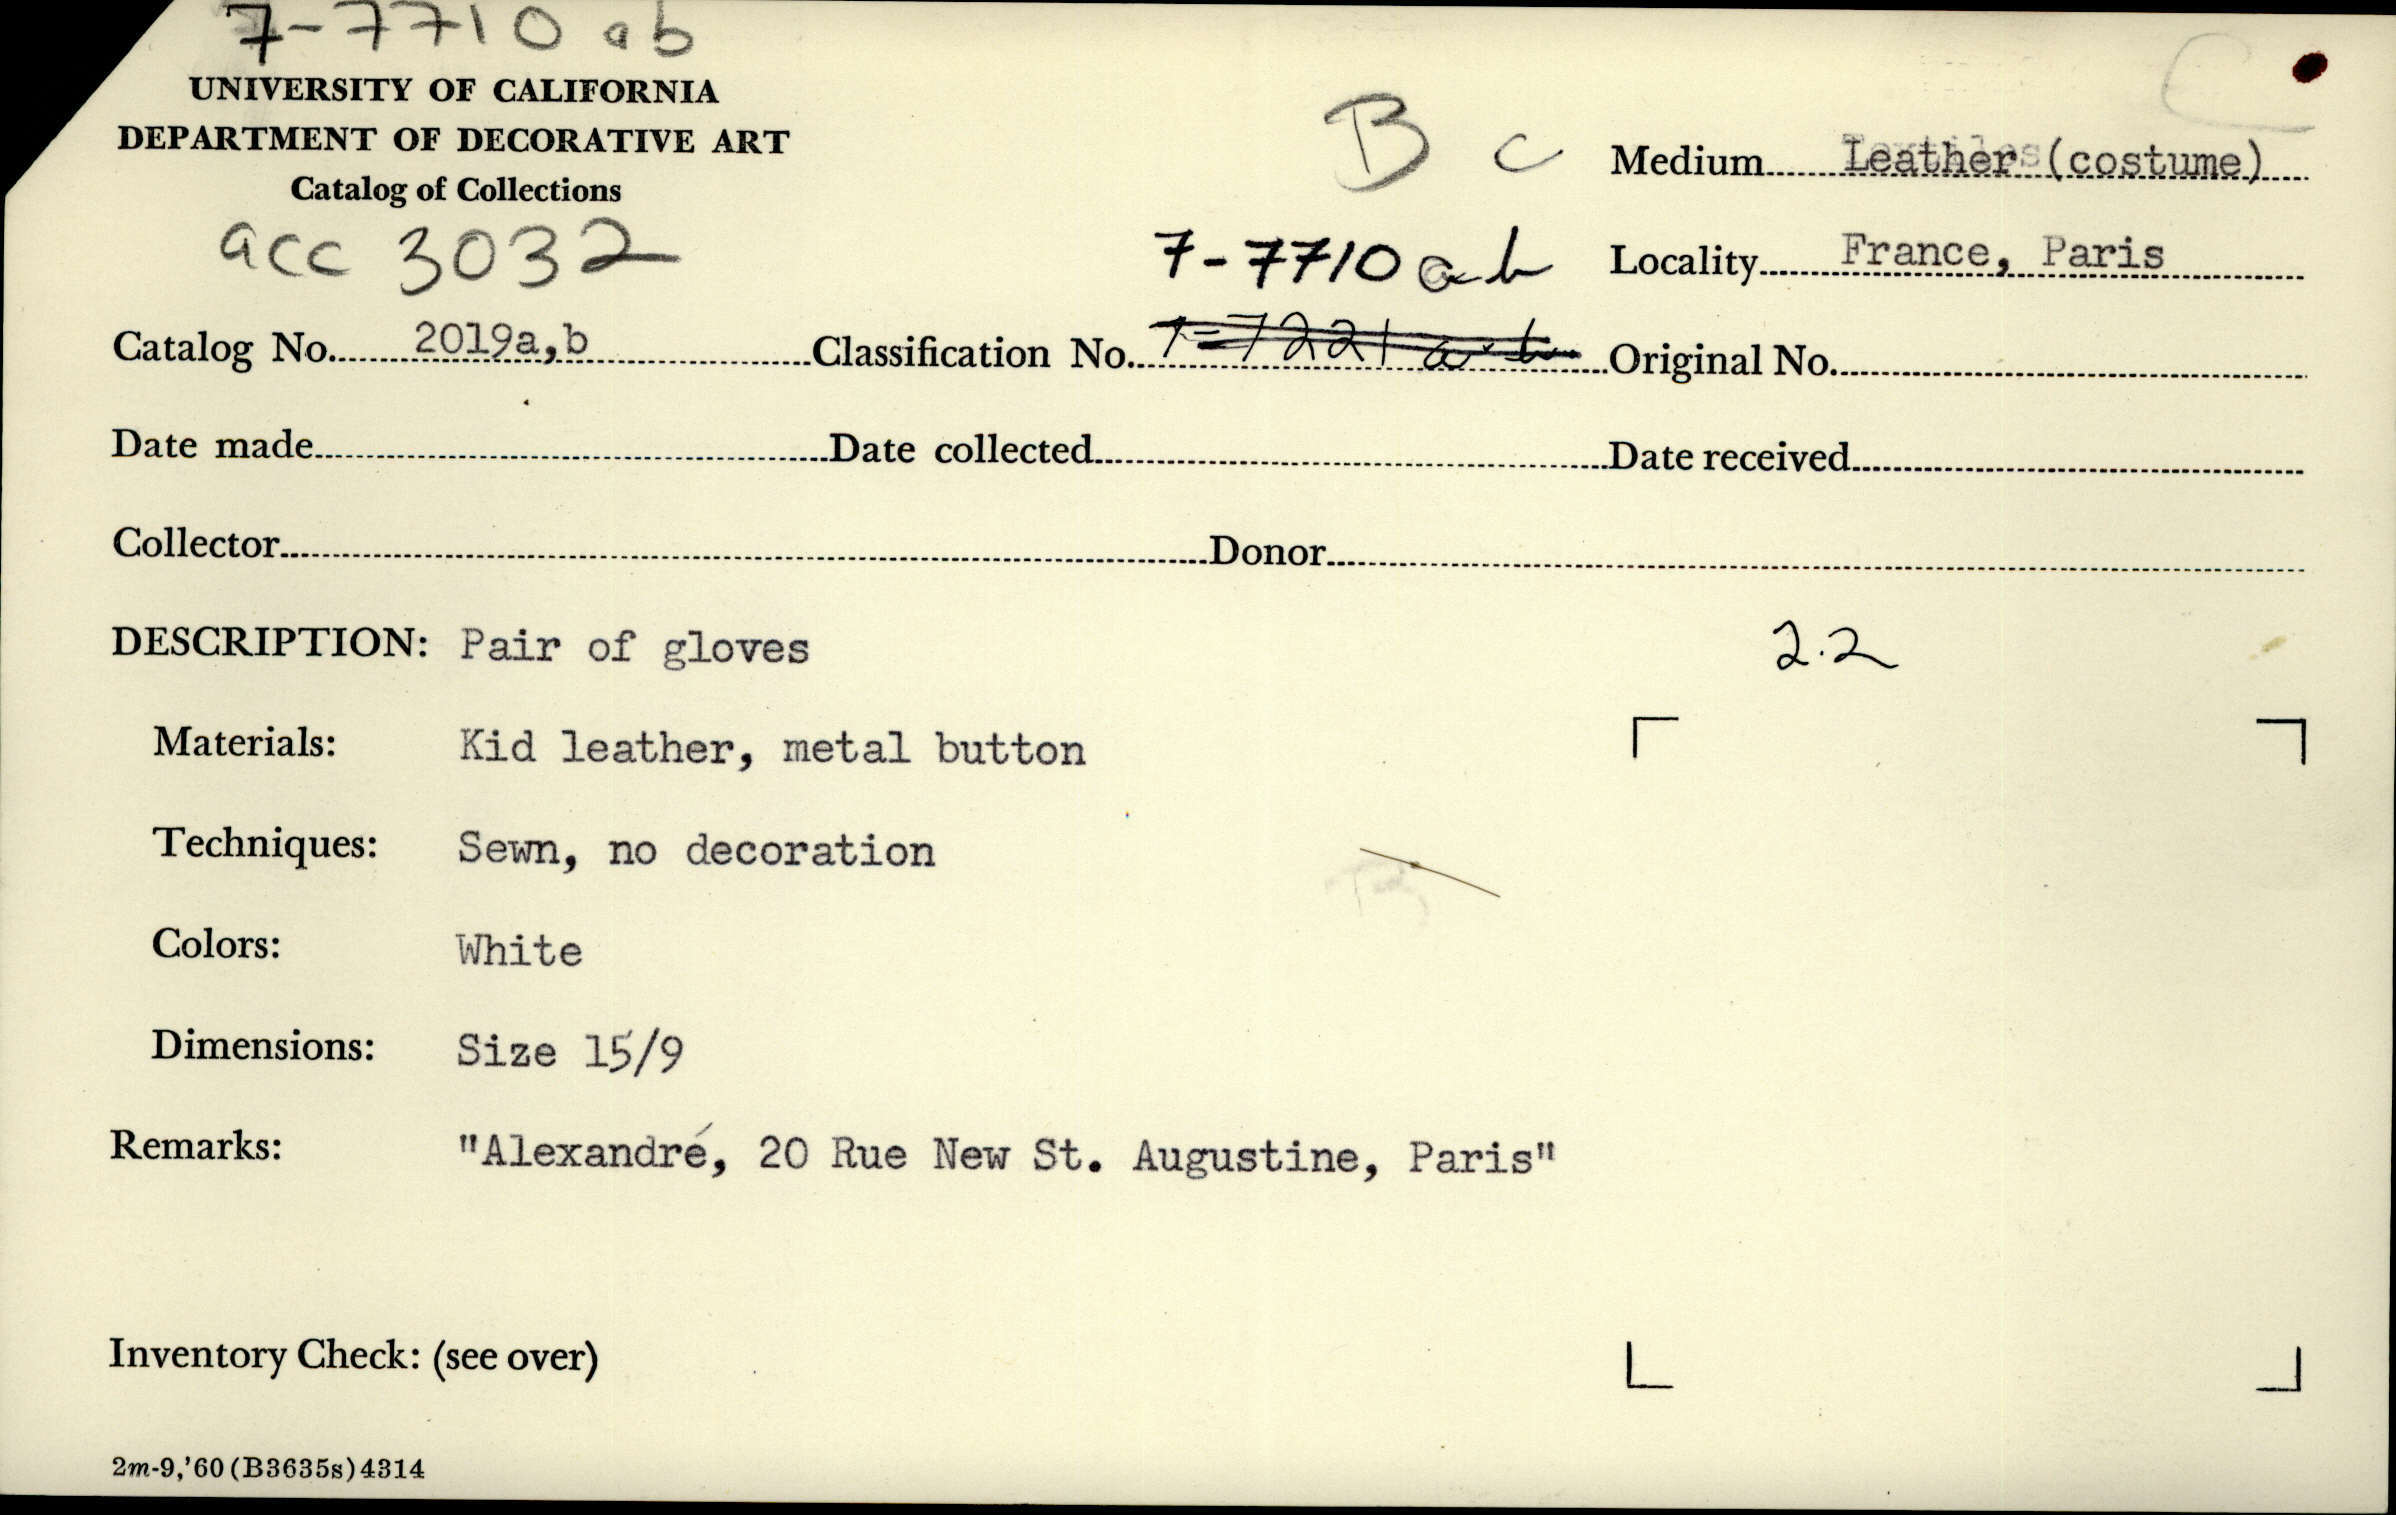 7-7710 ab
UNIVERSITY OF CALIFORNIA
DEPARTMENT OF DECORATIVE ART
Catalog of Collections
acc 3032
B C
C
Medium Leather (costume)
7-7710 a b
Locality France, Paris
Catalog No. 2019a,b Classification No. 7-7221 a b Original No.
Date made Date collected Date received
Collector Donor
DESCRIPTION: Pair of gloves
2.2
Materials: Kid leather, metal button
Techniques: Sewn, no decoration
Colors: White
Dimensions: Size 15/9
Remarks: "Alexandré, 20 Rue New St. Augustine, Paris"
Inventory Check: (see over)
2m-9,'60(B3635s)4314